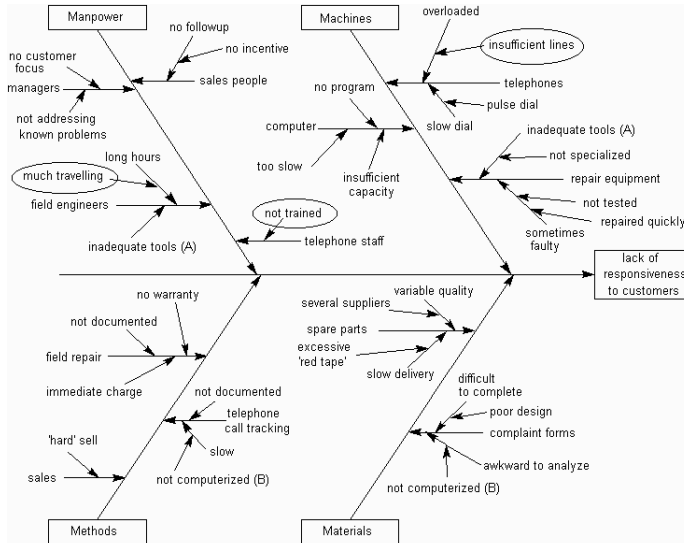 Manpower
no followup
no incentive
sales people
no customer
focus
managers
not addressing
known problems
long hours
much travelling
field engineers
inadequate tools (A)
not trained
telephone staff
Machines
overloaded
insufficient lines
telephones
pulse dial
slow dial
no program
computer
too slow
insufficient
capacity
inadequate tools (A)
not specialized
repair equipment
not tested
repaired quickly
sometimes
faulty
lack of
responsiveness
to customers
no warranty
not documented
field repair
immediate charge
not documented
telephone
call tracking
slow
not computerized (B)
'hard' sell
sales
Methods
variable quality
several suppliers
spare parts
excessive
'red tape'
slow delivery
difficult
to complete
poor design
complaint forms
awkward to analyze
not computerized (B)
Materials